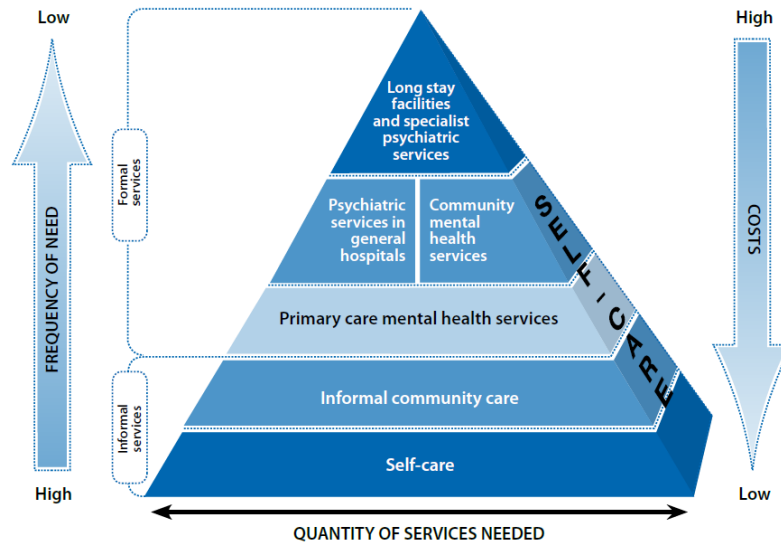 Low
High
Long stay
facilities
and specialist
psychiatric
services
Formal
services
FREQUENCY OF NEED
Psychiatric
services in
general
hospitals
Community
mental
health
services
SELF-CARE
COSTS
Primary care mental health services
Informal
services
Informal community care
Self-care
High
Low
QUANTITY OF SERVICES NEEDED